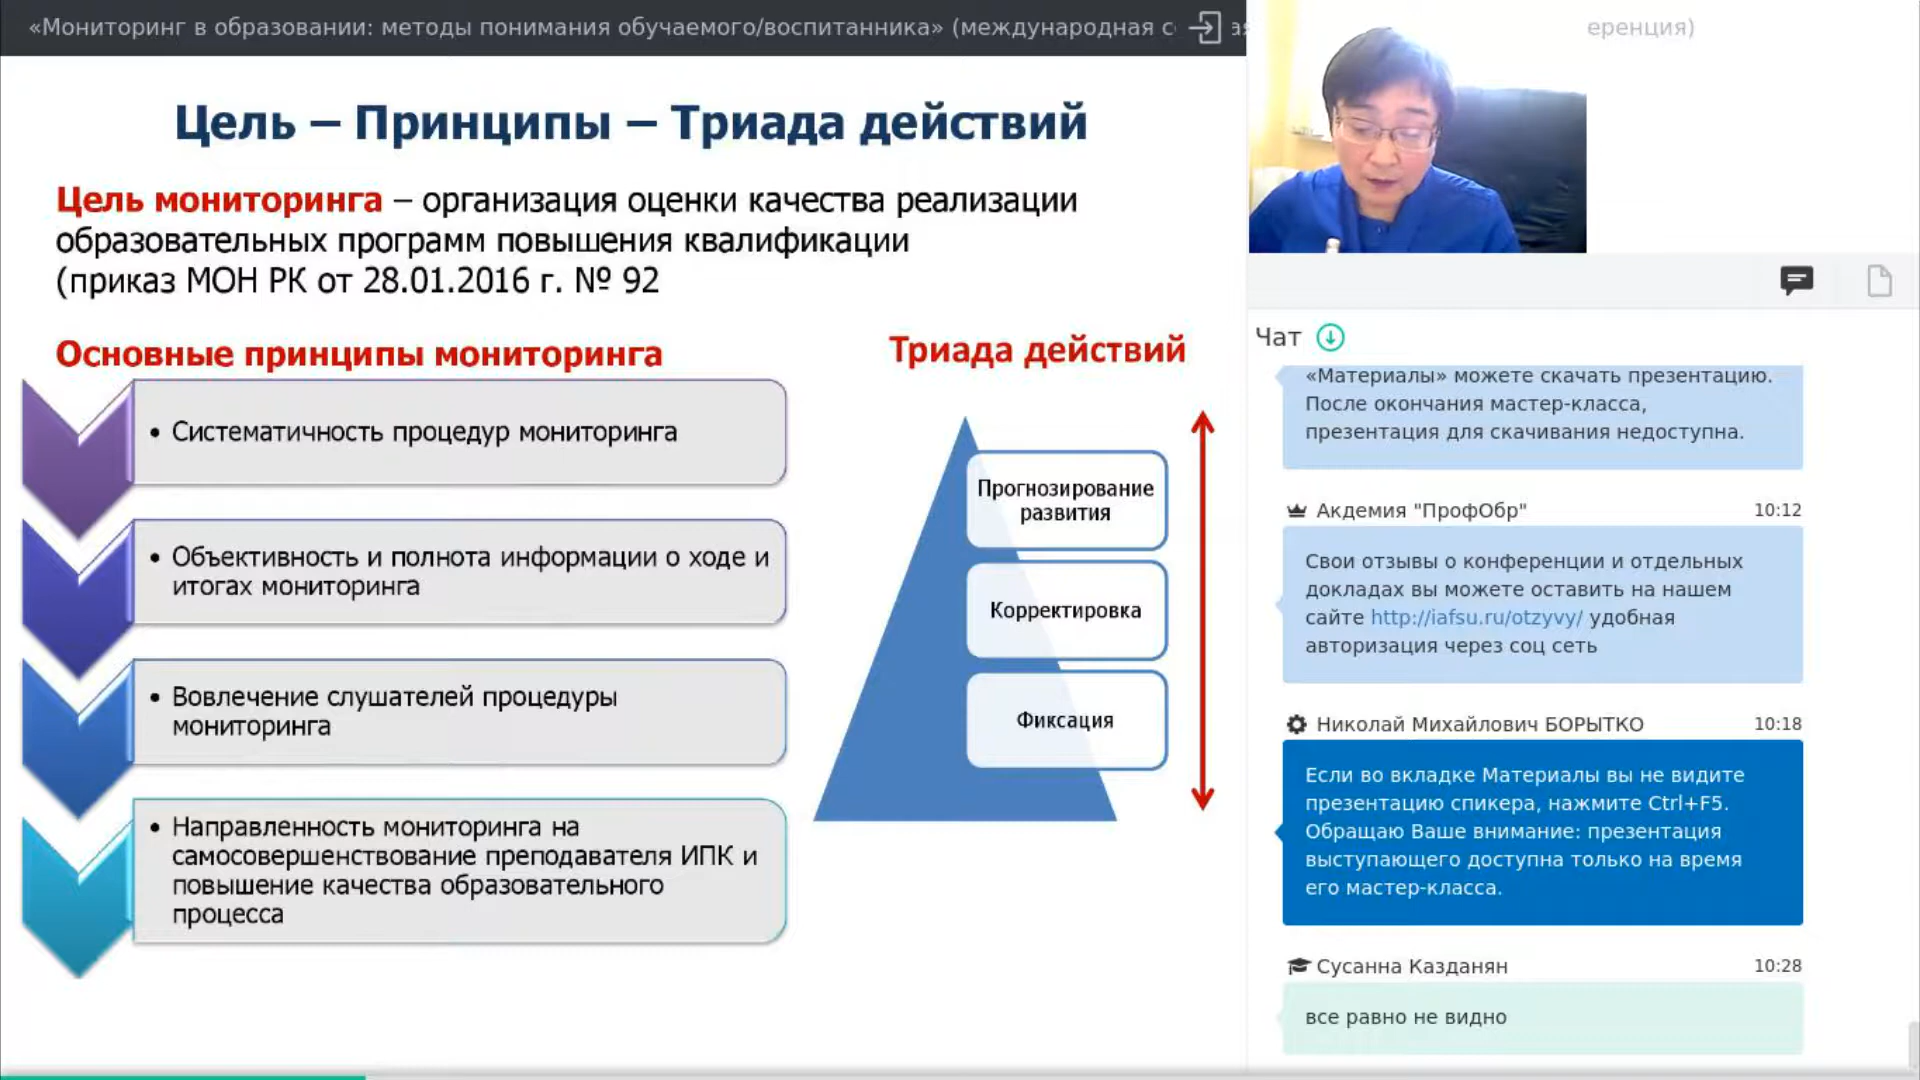 «Мониторинг в образовании: методы понимания обучаемого/воспитанника» (международная
еренция)
Цель – Принципы – Триада действий
Цель мониторинга – организация оценки качества реализации
образовательных программ повышения квалификации
(приказ МОН РК от 28.01.2016 г. № 92
Основные принципы мониторинга
• Систематичность процедур мониторинга
• Объективность и полнота информации о ходе и
итогах мониторинга
• Вовлечение слушателей процедуры
мониторинга
• Направленность мониторинга на
самосовершенствование преподавателя ИПК и
повышение качества образовательного
процесса
Триада действий
Прогнозирование
развития
Корректировка
Фиксация
Чат
«Материалы» можете скачать презентацию.
После окончания мастер-класса,
презентация для скачивания недоступна.
Акдемия "ПрофОбр" 10:12
Свои отзывы о конференции и отдельных
докладах вы можете оставить на нашем
сайте http://iafsu.ru/otzyvy/ удобная
авторизация через соц сеть
Николай Михайлович БОРЫТКО 10:18
Если во вкладке Материалы вы не видите
презентацию спикера, нажмите Ctrl+F5.
Обращаю Ваше внимание: презентация
выступающего доступна только на время
его мастер-класса.
Сусанна Казданян 10:28
все равно не видно